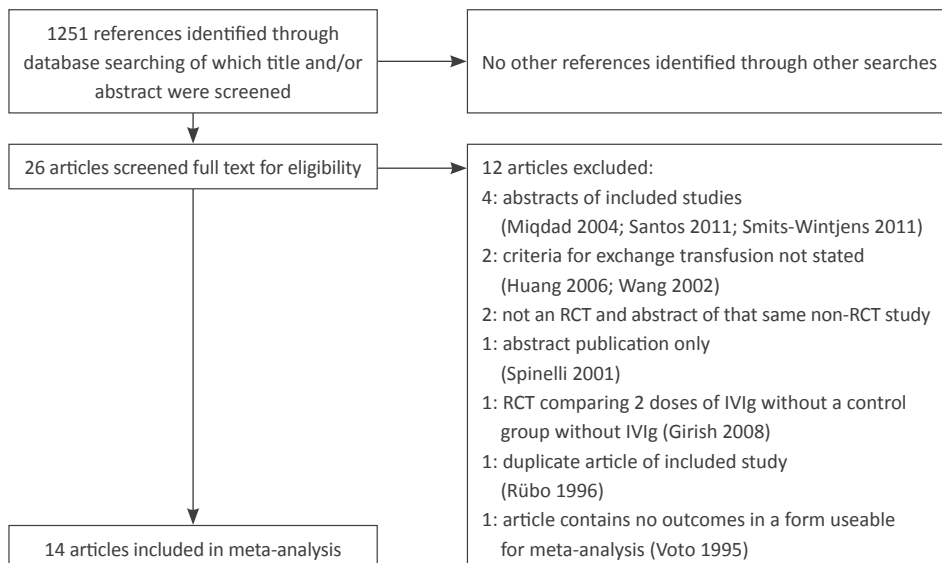 1251 references identified through
database searching of which title and/or
abstract were screened
No other references identified through other searches
26 articles screened full text for eligibility
12 articles excluded:
4: abstracts of included studies
(Miqdad 2004; Santos 2011; Smits-Wintjens 2011)
2: criteria for exchange transfusion not stated
(Huang 2006; Wang 2002)
2: not an RCT and abstract of that same non-RCT study
1: abstract publication only
(Spinelli 2001)
1: RCT comparing 2 doses of IVIg without a control
group without IVIg (Girish 2008)
1: duplicate article of included study
(Rübo 1996)
1: article contains no outcomes in a form useable
for meta-analysis (Voto 1995)
14 articles included in meta-analysis